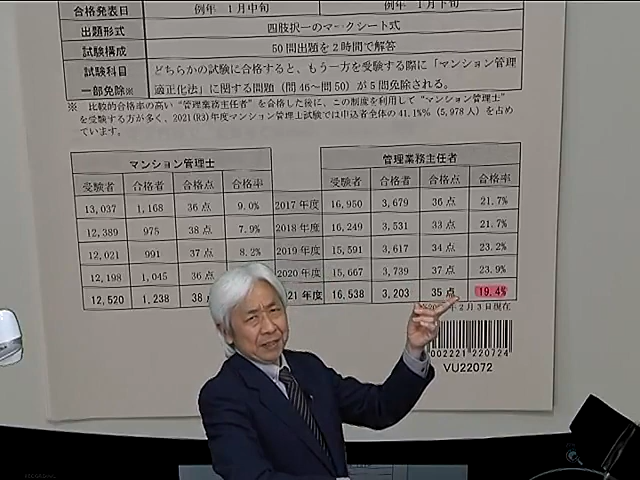 合格発表日 例年 1月中旬 例年 1月下旬
出題形式 四肢択一のマークシート式
試験構成 50問出題を2時間で解答
試験科目 どちらかの試験に合格すると、もう一方を受験する際に「マンション管理
一部免除※ 適正化法」に関する問題（問46～問50）が5問免除される。
※ 比較的合格率の高い“管理業務主任者”を合格した後に、この制度を利用して“マンション管理士”
を受験する方が多く、2021(R3)年度マンション管理士試験では申込者全体の41.1%(5,978人)を占め
ています。
マンション管理士 管理業務主任者
受験者 合格者 合格点 合格率 受験者 合格者 合格点 合格率
13,037 1,168 36点 9.0% 2017年度 16,950 3,679 36点 21.7%
12,389 975 38点 7.9% 2018年度 16,249 3,531 33点 21.7%
12,021 991 37点 8.2% 2019年度 15,591 3,617 34点 23.2%
12,198 1,045 36点 2020年度 15,667 3,739 37点 23.9%
12,520 1,238 38 21年度 16,538 3,203 35点 19.4%
年2月3日現在
002221220724
VU22072